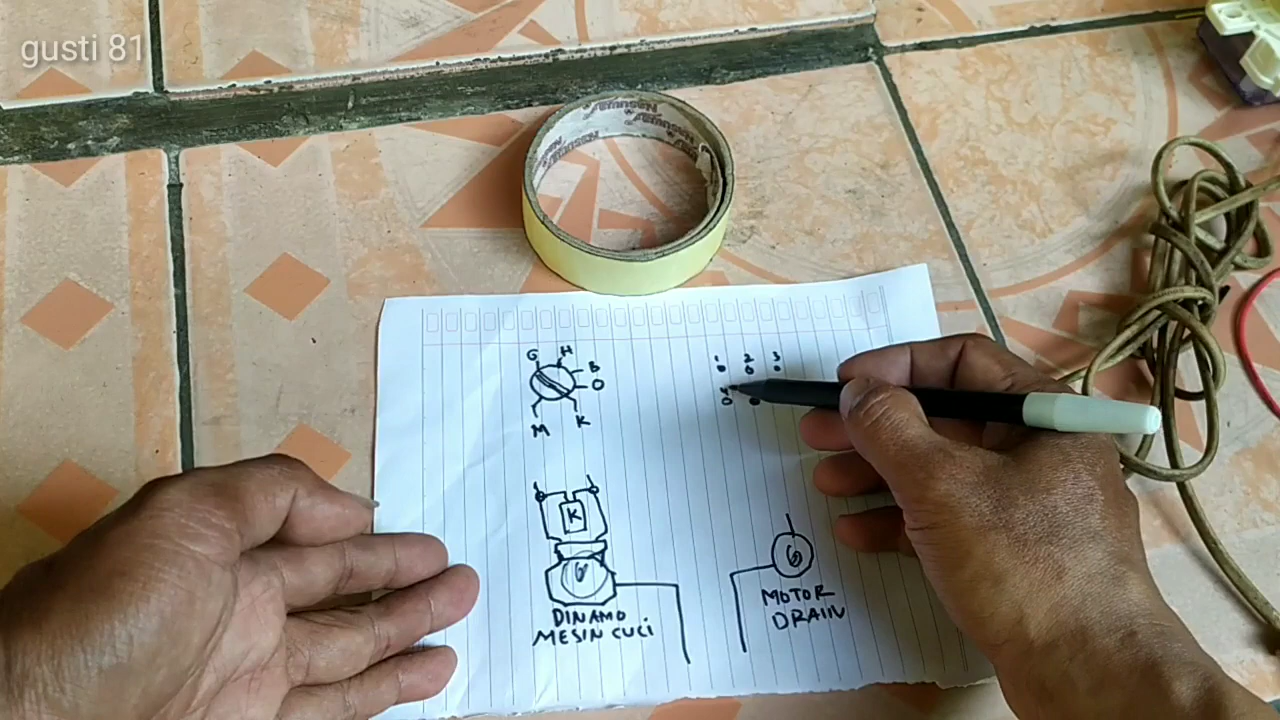 gusti 81
G H
B
O
M K
1 2 3
4
K
DINAMO
MESIN CUCI
MOTOR
DRAIN